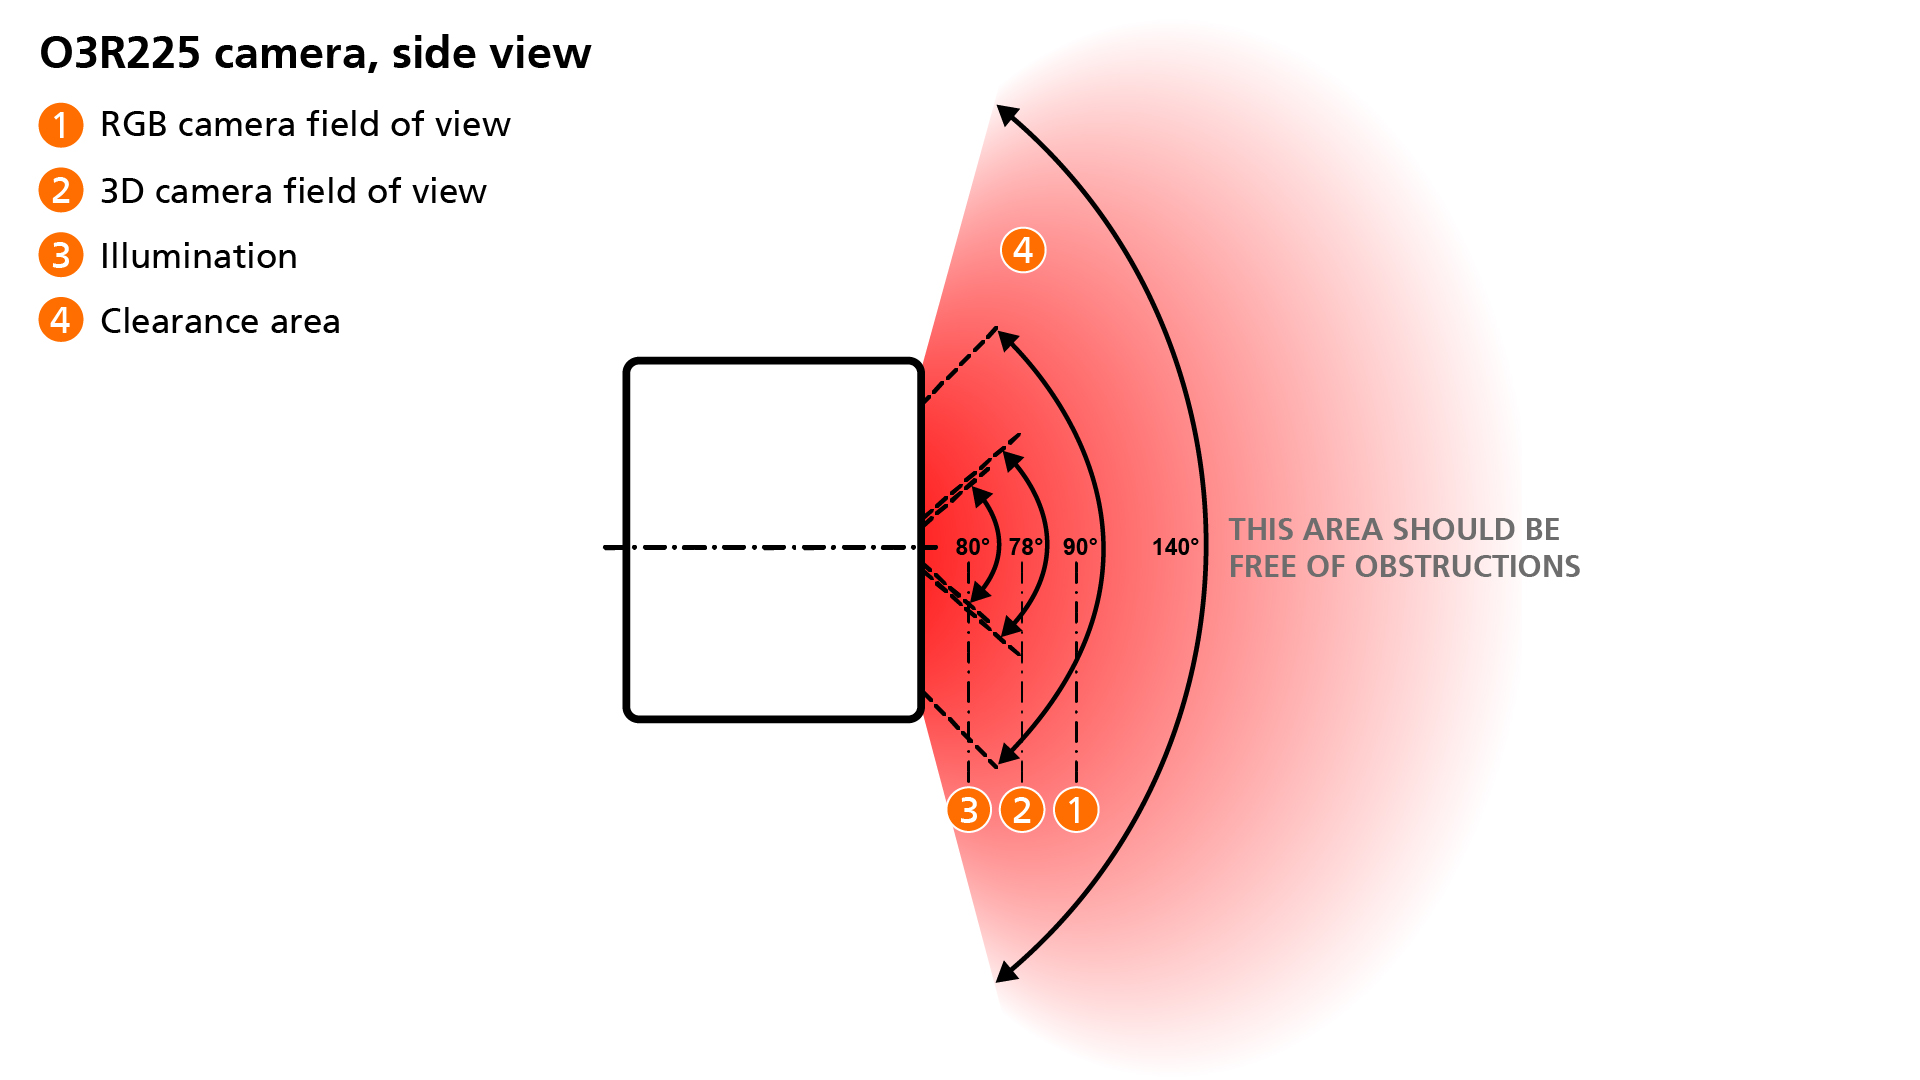 O3R225 camera, side view
1 RGB camera field of view
2 3D camera field of view
3 Illumination
4 Clearance area
4
80° 78° 90° 140°
THIS AREA SHOULD BE
FREE OF OBSTRUCTIONS
3 2 1